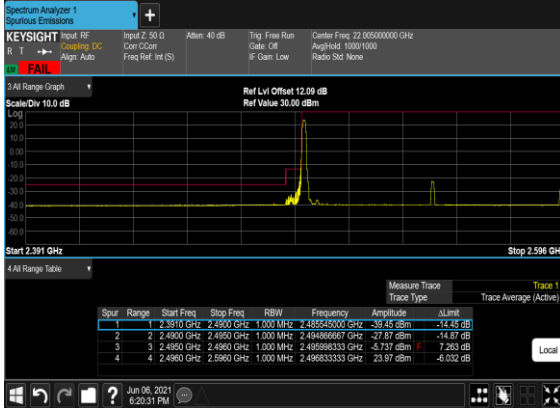 Spectrum Analyzer 1
Spurious Emissions
+
KEYSIGHT Input: RF Input Z: 50 Ω Atten: 40 dB Trig: Free Run Center Freq: 22.005000000 GHz
R T Coupling: DC Corr CCorr Gate: Off Avg|Hold: 1000/1000
Align: Auto Freq Ref: Int (S) IF Gain: Low Radio Std: None
FAIL
3 All Range Graph
Ref Lvl Offset 12.09 dB
Scale/Div 10.0 dB Ref Value 30.00 dBm
Log
20.0
10.0
0.00
-10.0
-20.0
-30.0
-40.0
-50.0
-60.0
Start 2.391 GHz Stop 2.596 GH
4 All Range Table
Measure Trace Trace 1
Trace Type Trace Average (Active)
Spur Range Start Freq Stop Freq RBW Frequency Amplitude ΔLimit
1 1 2.3910 GHz 2.4900 GHz 1.000 MHz 2.485545000 GHz -39.45 dBm -14.45 dB
2 2 2.4900 GHz 2.4950 GHz 1.000 MHz 2.494866667 GHz -27.87 dBm -14.87 dB
3 3 2.4950 GHz 2.4960 GHz 1.000 MHz 2.495998333 GHz -5.737 dBm F 7.263 dB
4 4 2.4960 GHz 2.5960 GHz 1.000 MHz 2.496833333 GHz 23.97 dBm -6.032 dB
Local
? Jun 06, 2021
6:20:31 PM